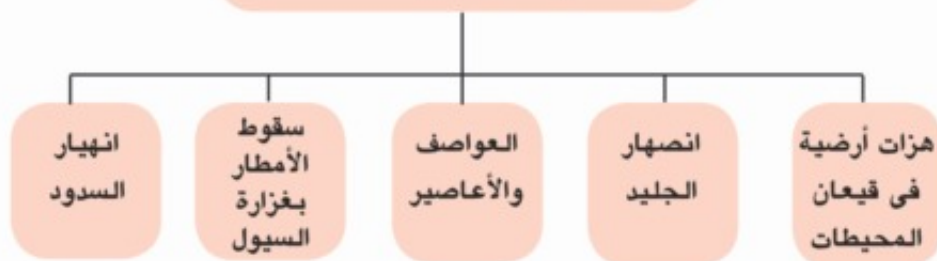 هزات أرضية
فى قيعان
المحيطات
انصهار
الجليد
العواصف
والأعاصير
سقوط
الأمطار
بغزارة
السيول
انهيار
السدود